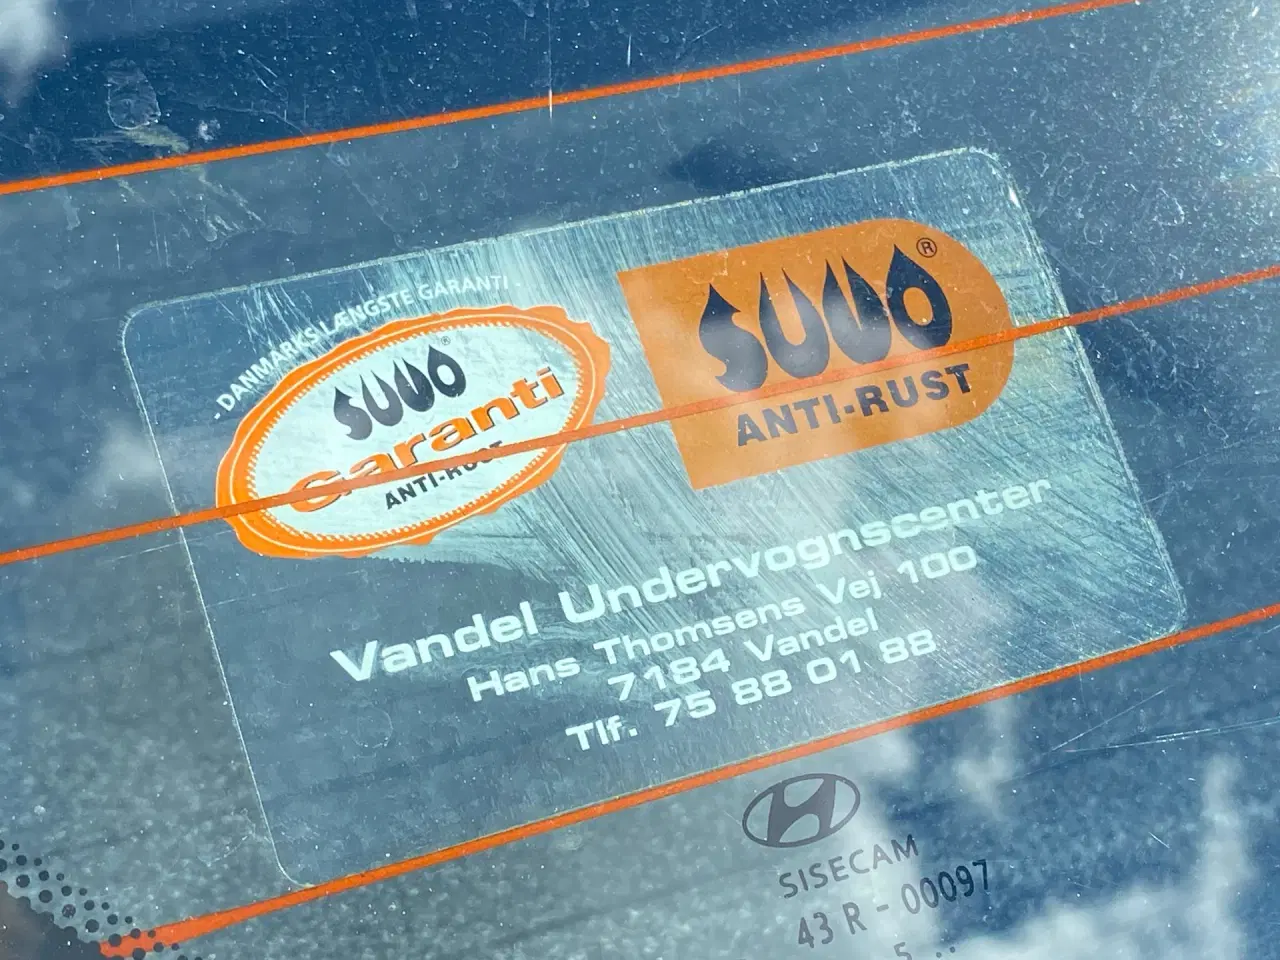 - DANMARKS LÆNGSTE GARANTI -
SUVO®
Garanti
ANTI-RUST
SUVO®
ANTI-RUST
Vandel Undervognscenter
Hans Thomsens Vej 100
7184 Vandel
Tlf. 75 88 01 88
SISECAM
43 R - 00097
5 ..